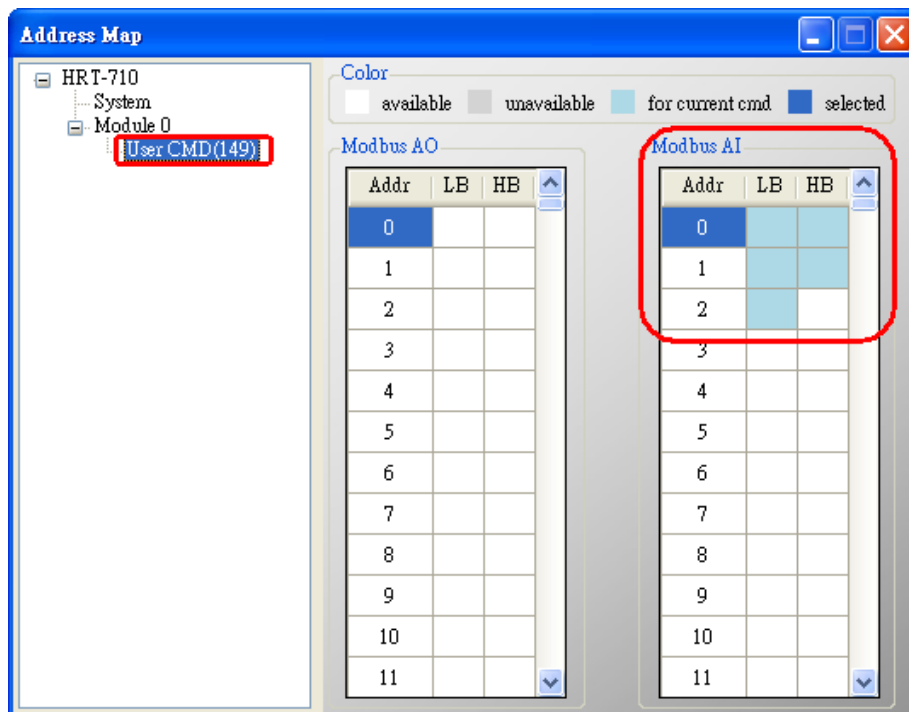 Address Map
HRT-710
System
Module 0
User CMD(149)
Color
available unavailable for current cmd selected
Modbus AO
Addr LB HB
0
1
2
3
4
5
6
7
8
9
10
11
Modbus AI
Addr LB HB
0
1
2
3
4
5
6
7
8
9
10
11